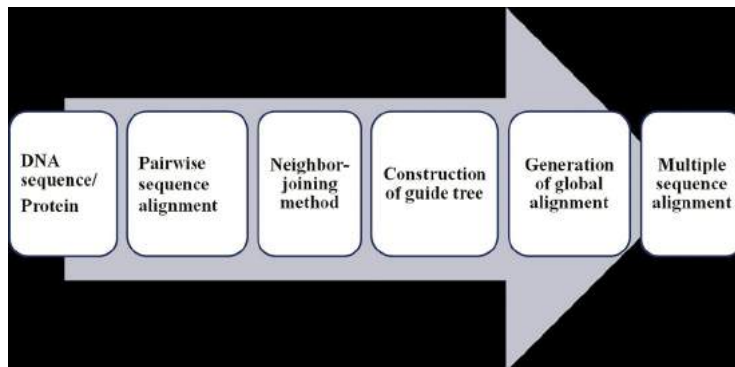 DNA
sequence/
Protein
Pairwise
sequence
alignment
Neighbor-
joining
method
Construction
of guide tree
Generation
of global
alignment
Multiple
sequence
alignment